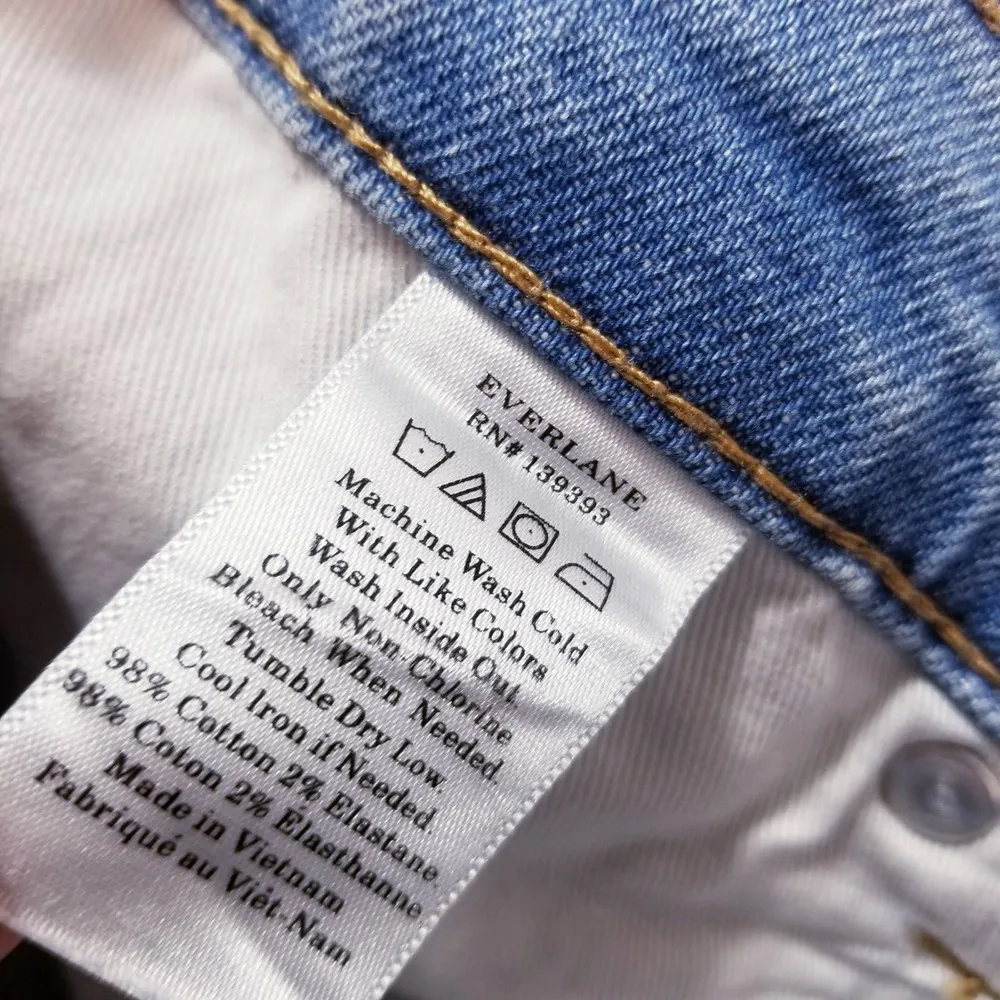 EVERLANE
RN# 139393
Machine Wash Cold
With Like Colors
Wash Inside Out.
Only Non-Chlorine
Bleach When Needed.
Tumble Dry Low
Cool Iron if Needed
98% Cotton 2% Elastane.
98% Coton 2% Elasthanne
Made in Vietnam
Fabriqué au Viêt-Nam